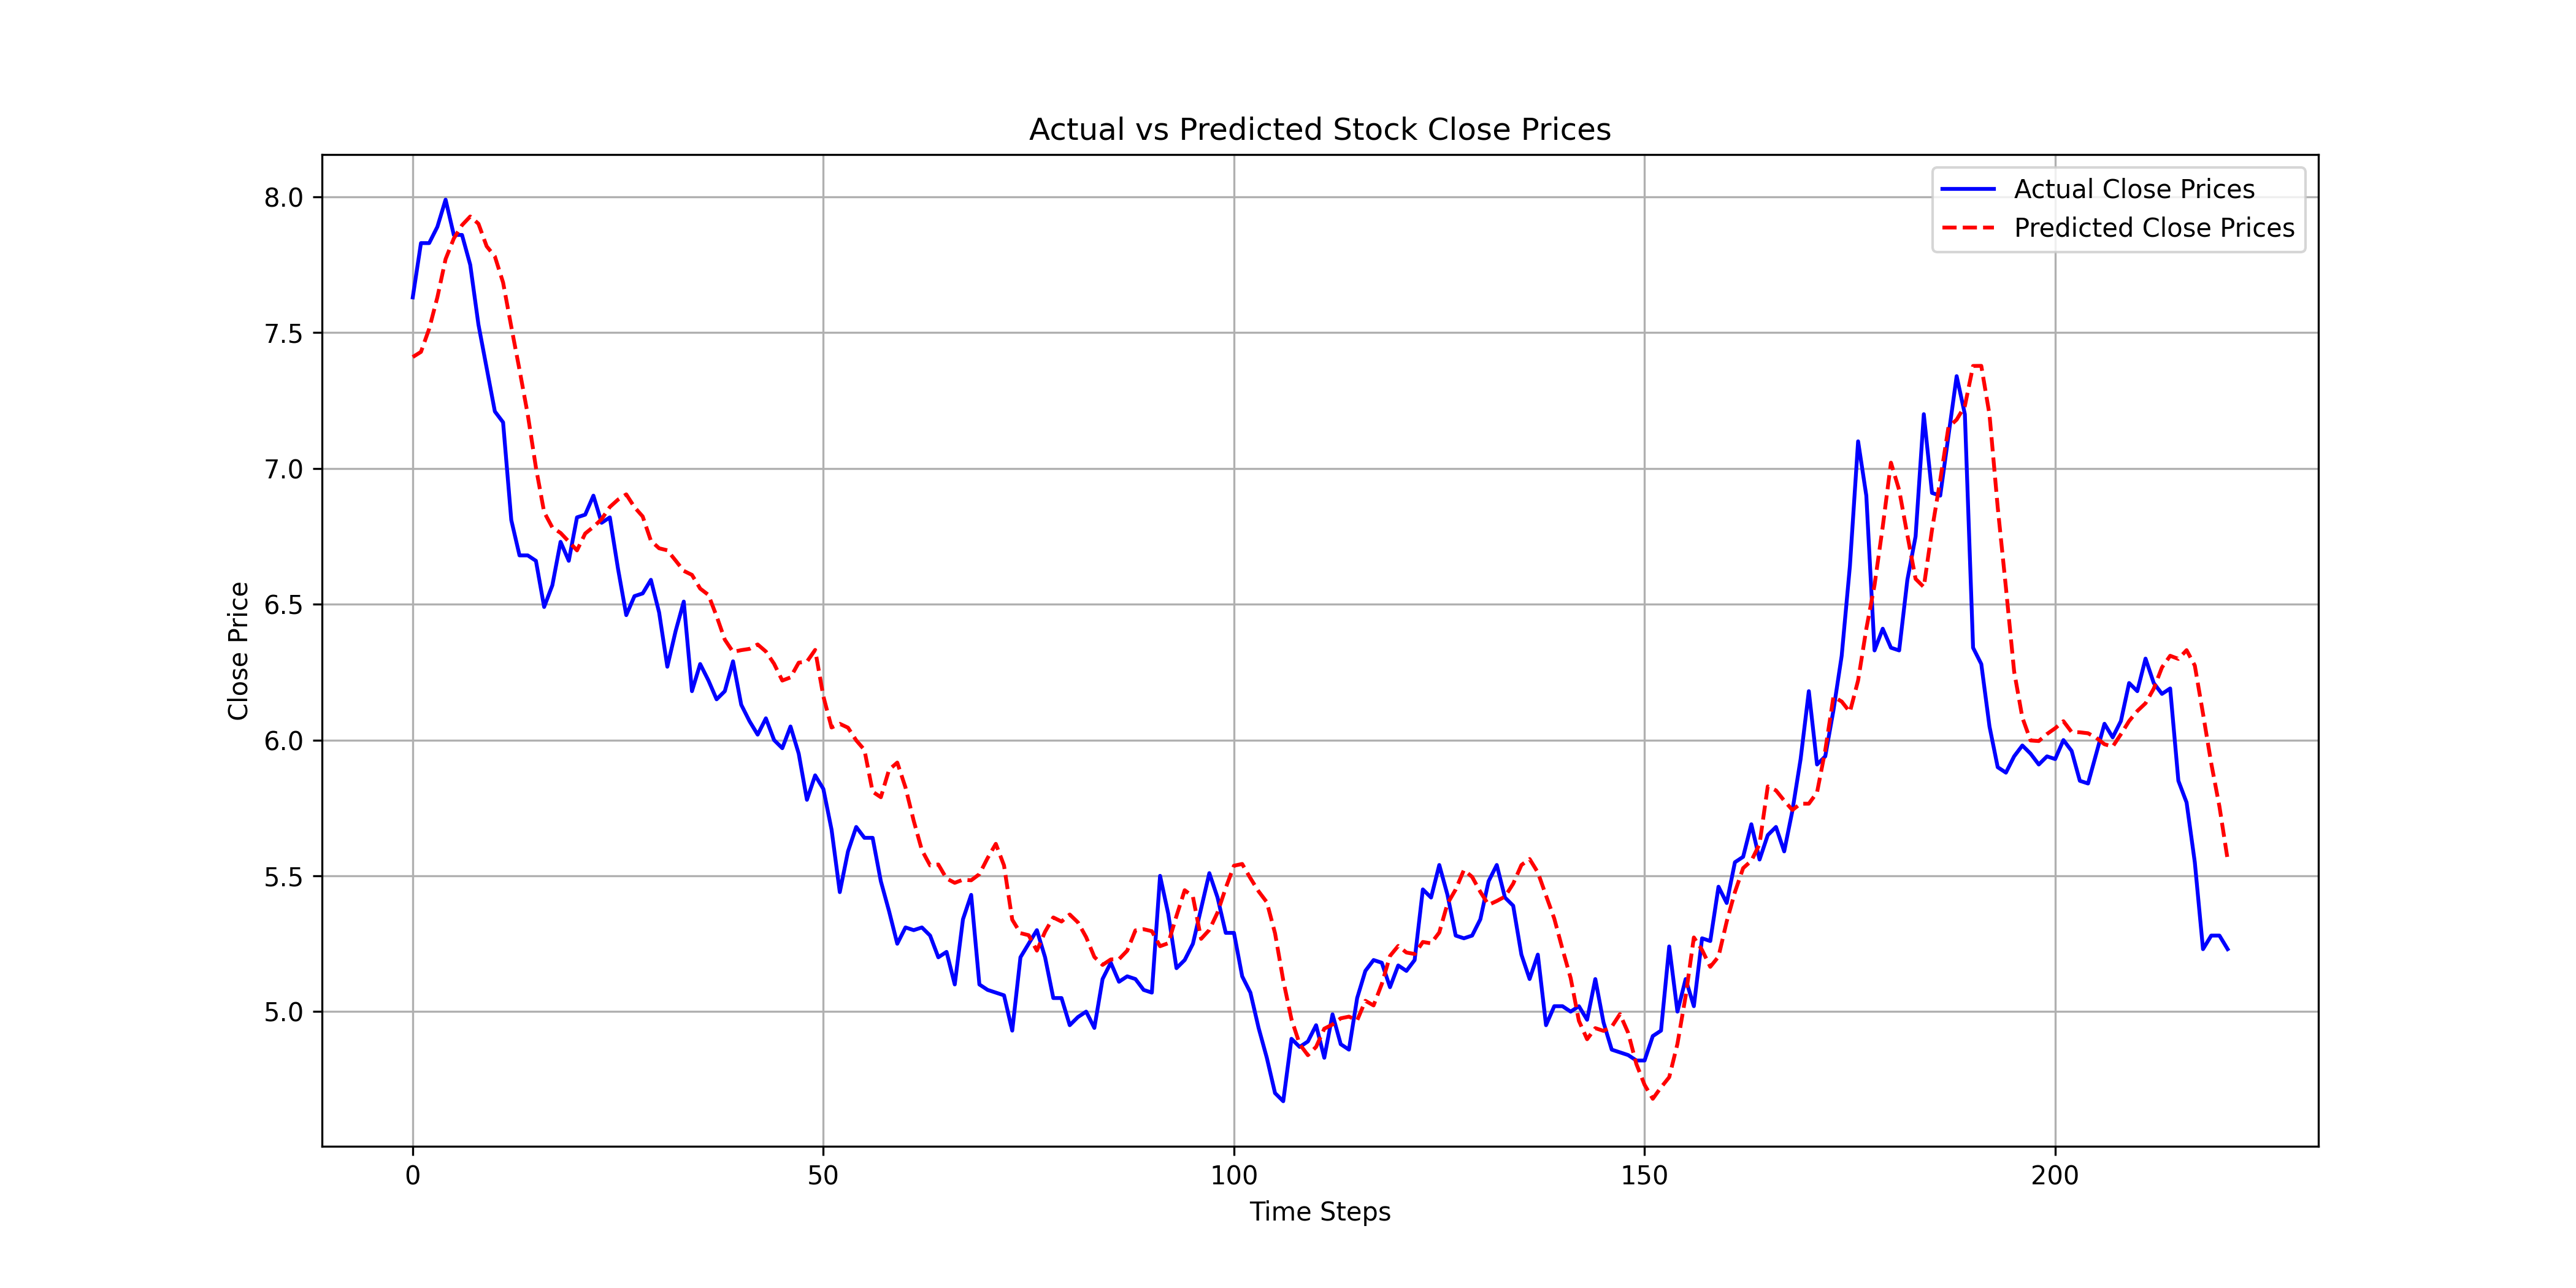 Actual vs Predicted Stock Close Prices
Actual Close Prices
Predicted Close Prices
Close Price
8.0
7.5
7.0
6.5
6.0
5.5
5.0
0 50 100 150 200
Time Steps